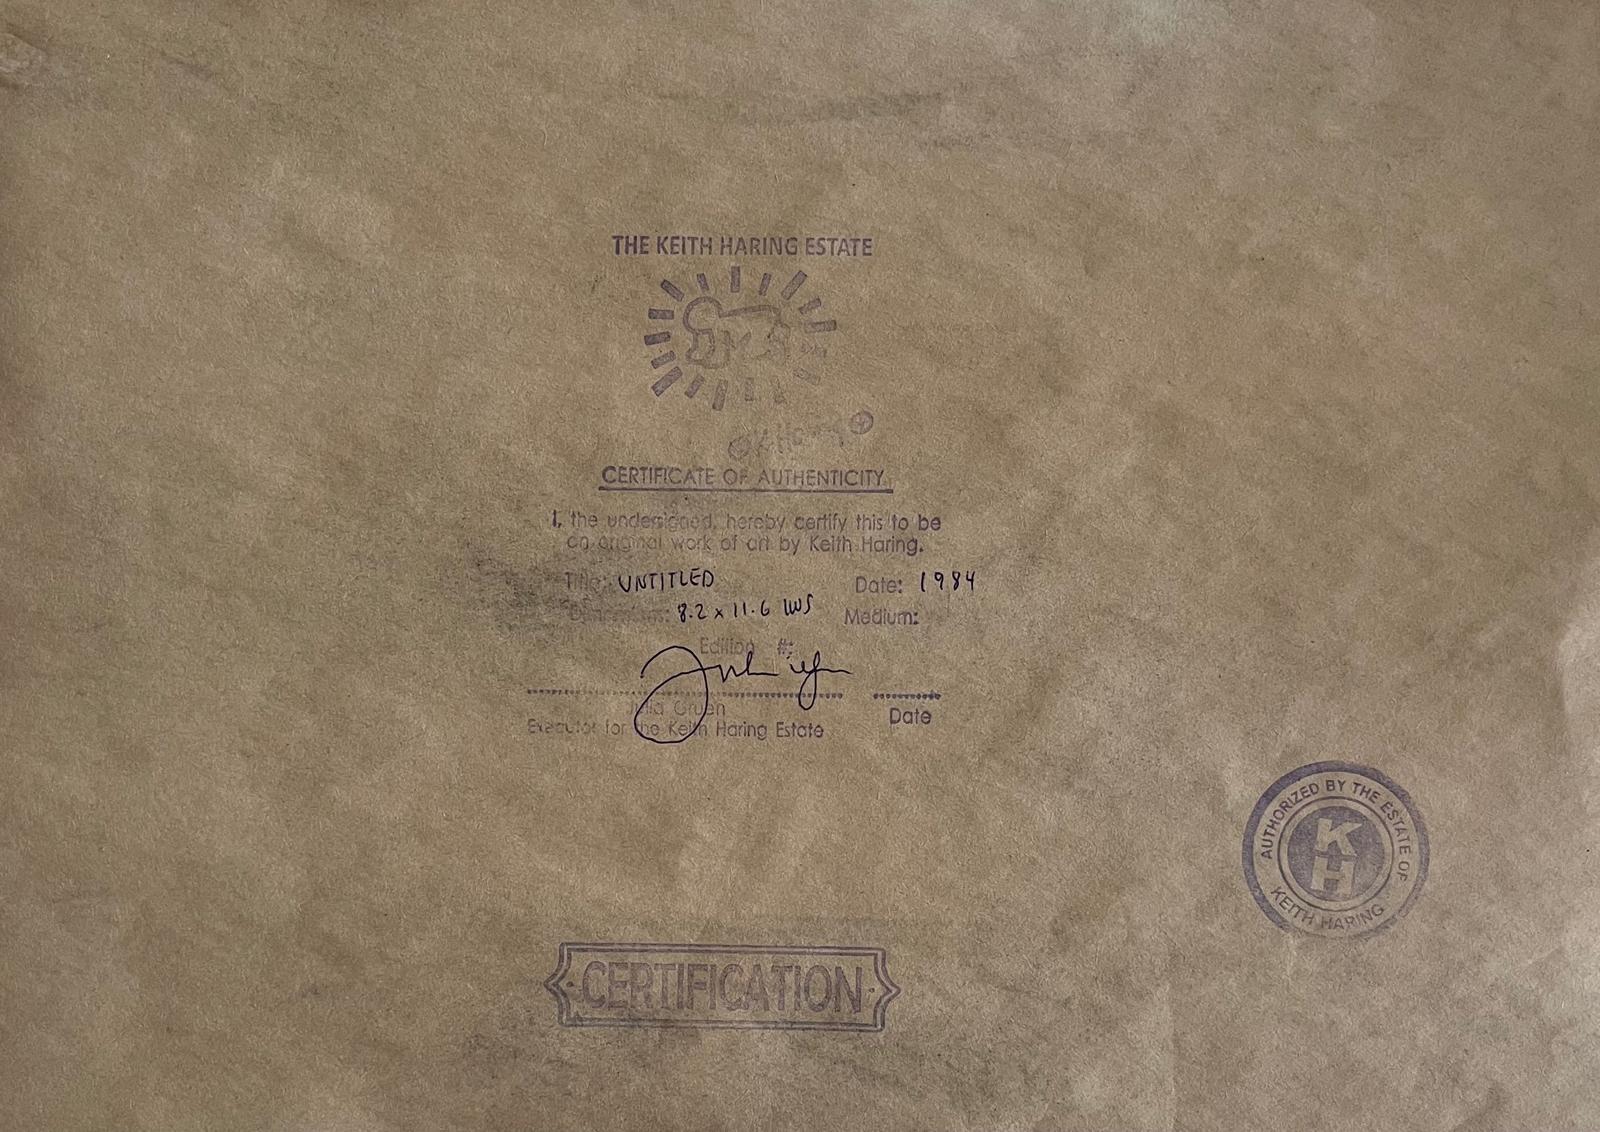 THE KEITH HARING ESTATE
CERTIFICATE OF AUTHENTICITY
I, the undersigned, hereby certify this to be
an original work of art by Keith Haring.
Title: UNTITLED Date: 1984
Dimensions: 8.2 x 11.6 INS Medium:
Edition #:
Julia Gruen
Executor for the Keith Haring Estate Date
AUTHORIZED BY THE ESTATE OF
KEITH HARING
KH
CERTIFICATION